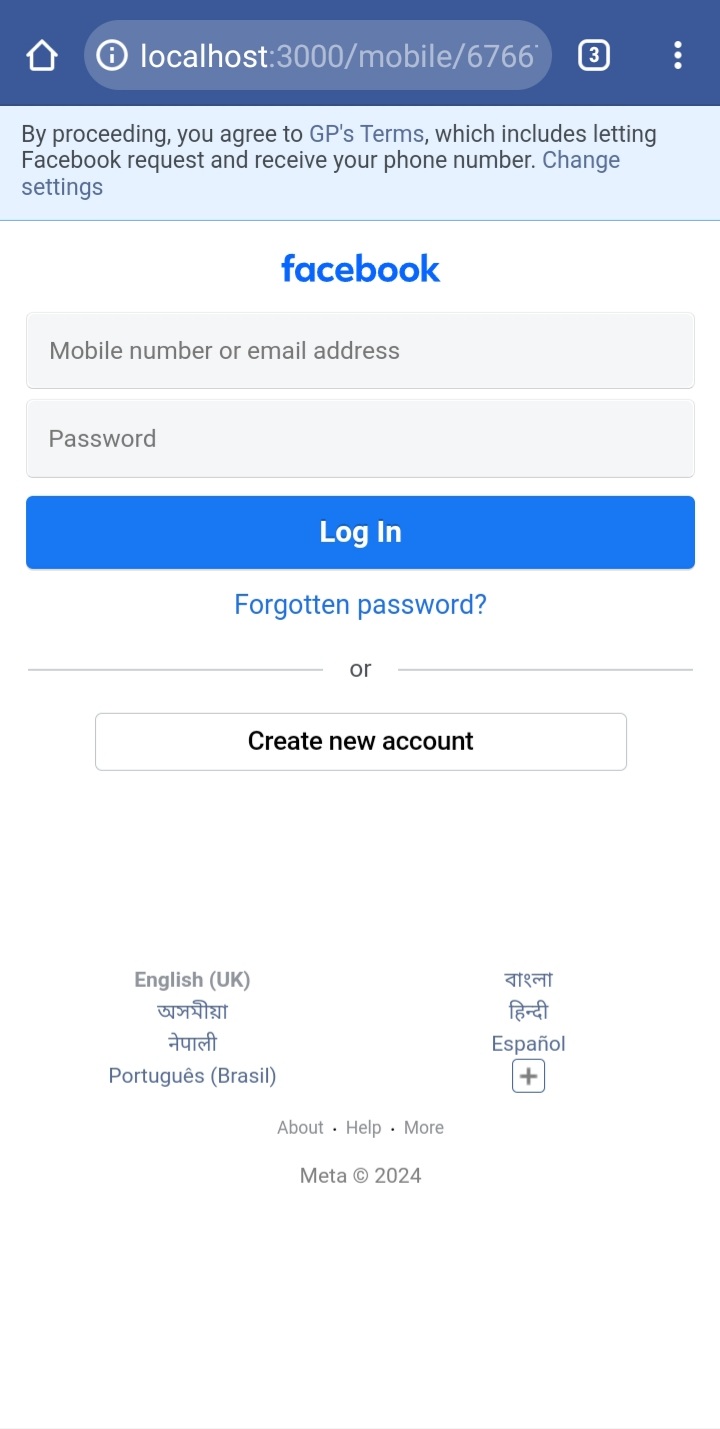 localhost:3000/mobile/6766
3
By proceeding, you agree to GP's Terms, which includes letting
Facebook request and receive your phone number. Change
settings
facebook
Mobile number or email address
Password
Log In
Forgotten password?
or
Create new account
English (UK)
বাংলা
অসমীয়া
हिन्दी
नेपाली
Español
Português (Brasil)
+
About · Help · More
Meta © 2024